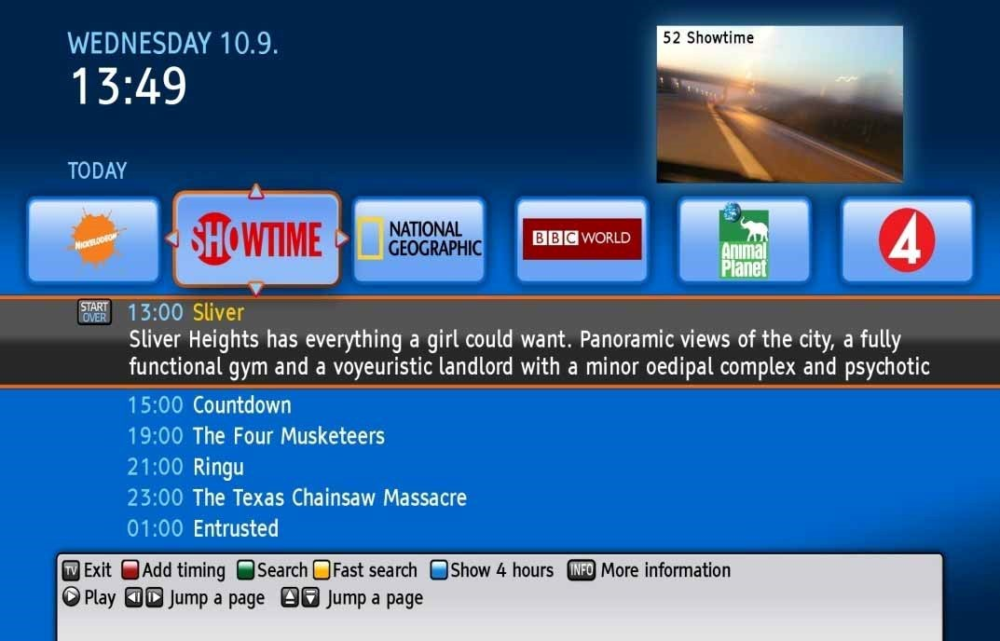 WEDNESDAY 10.9.
13:49
52 Showtime
TODAY
NICKELODEON
SHOWTIME
NATIONAL
GEOGRAPHIC
BBC WORLD
Animal
Planet
4
START
OVER
13:00 Sliver
Sliver Heights has everything a girl could want. Panoramic views of the city, a fully
functional gym and a voyeuristic landlord with a minor oedipal complex and psychotic
15:00 Countdown
19:00 The Four Musketeers
21:00 Ringu
23:00 The Texas Chainsaw Massacre
01:00 Entrusted
TV Exit Add timing Search Fast search Show 4 hours INFO More information
Play Jump a page Jump a page